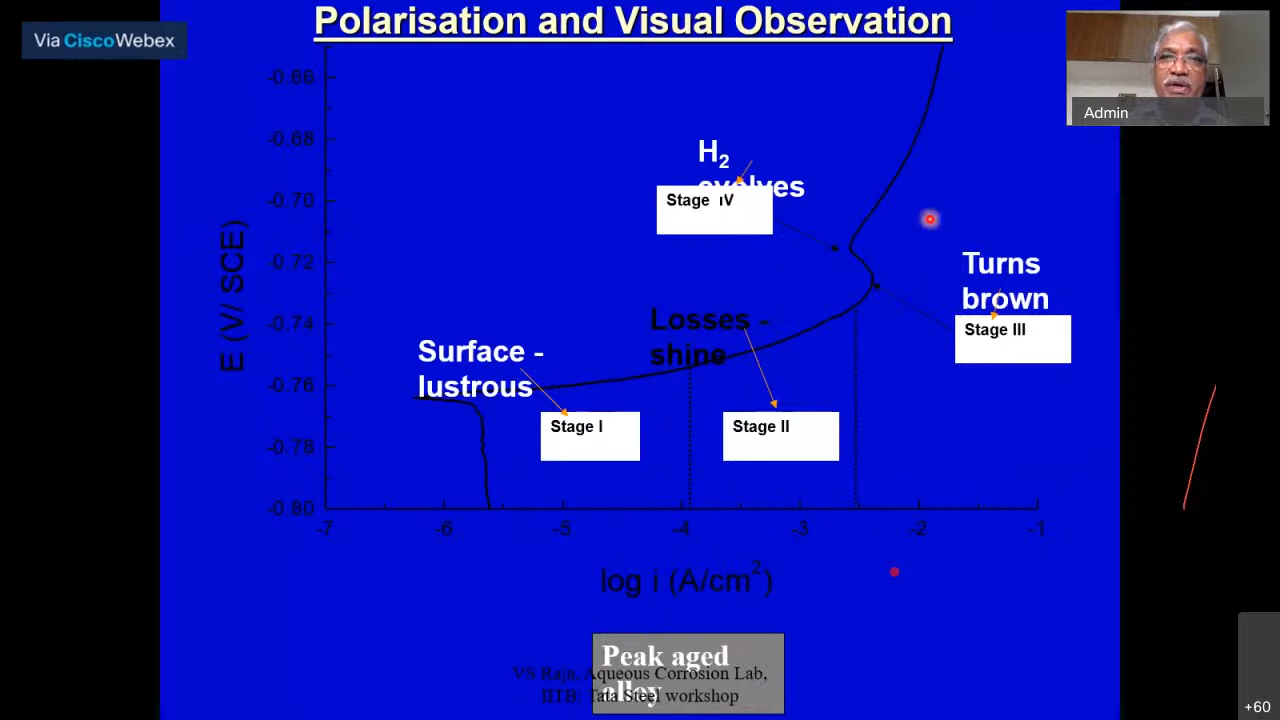 Polarisation and Visual Observation
Via CiscoWebex
Admin
-0.66
-0.68
-0.70
-0.72
-0.74
-0.76
-0.78
-0.80
E (V/ SCE)
H2
evolves
Stage IV
Turns
brown
Stage III
Losses -
shine
Surface -
lustrous
Stage I
Stage II
-7 -6 -5 -4 -3 -2 -1
log i (A/cm2)
Peak aged
alloy
VS Raja, Aqueous Corrosion Lab,
IITB; Tata Steel workshop
+60